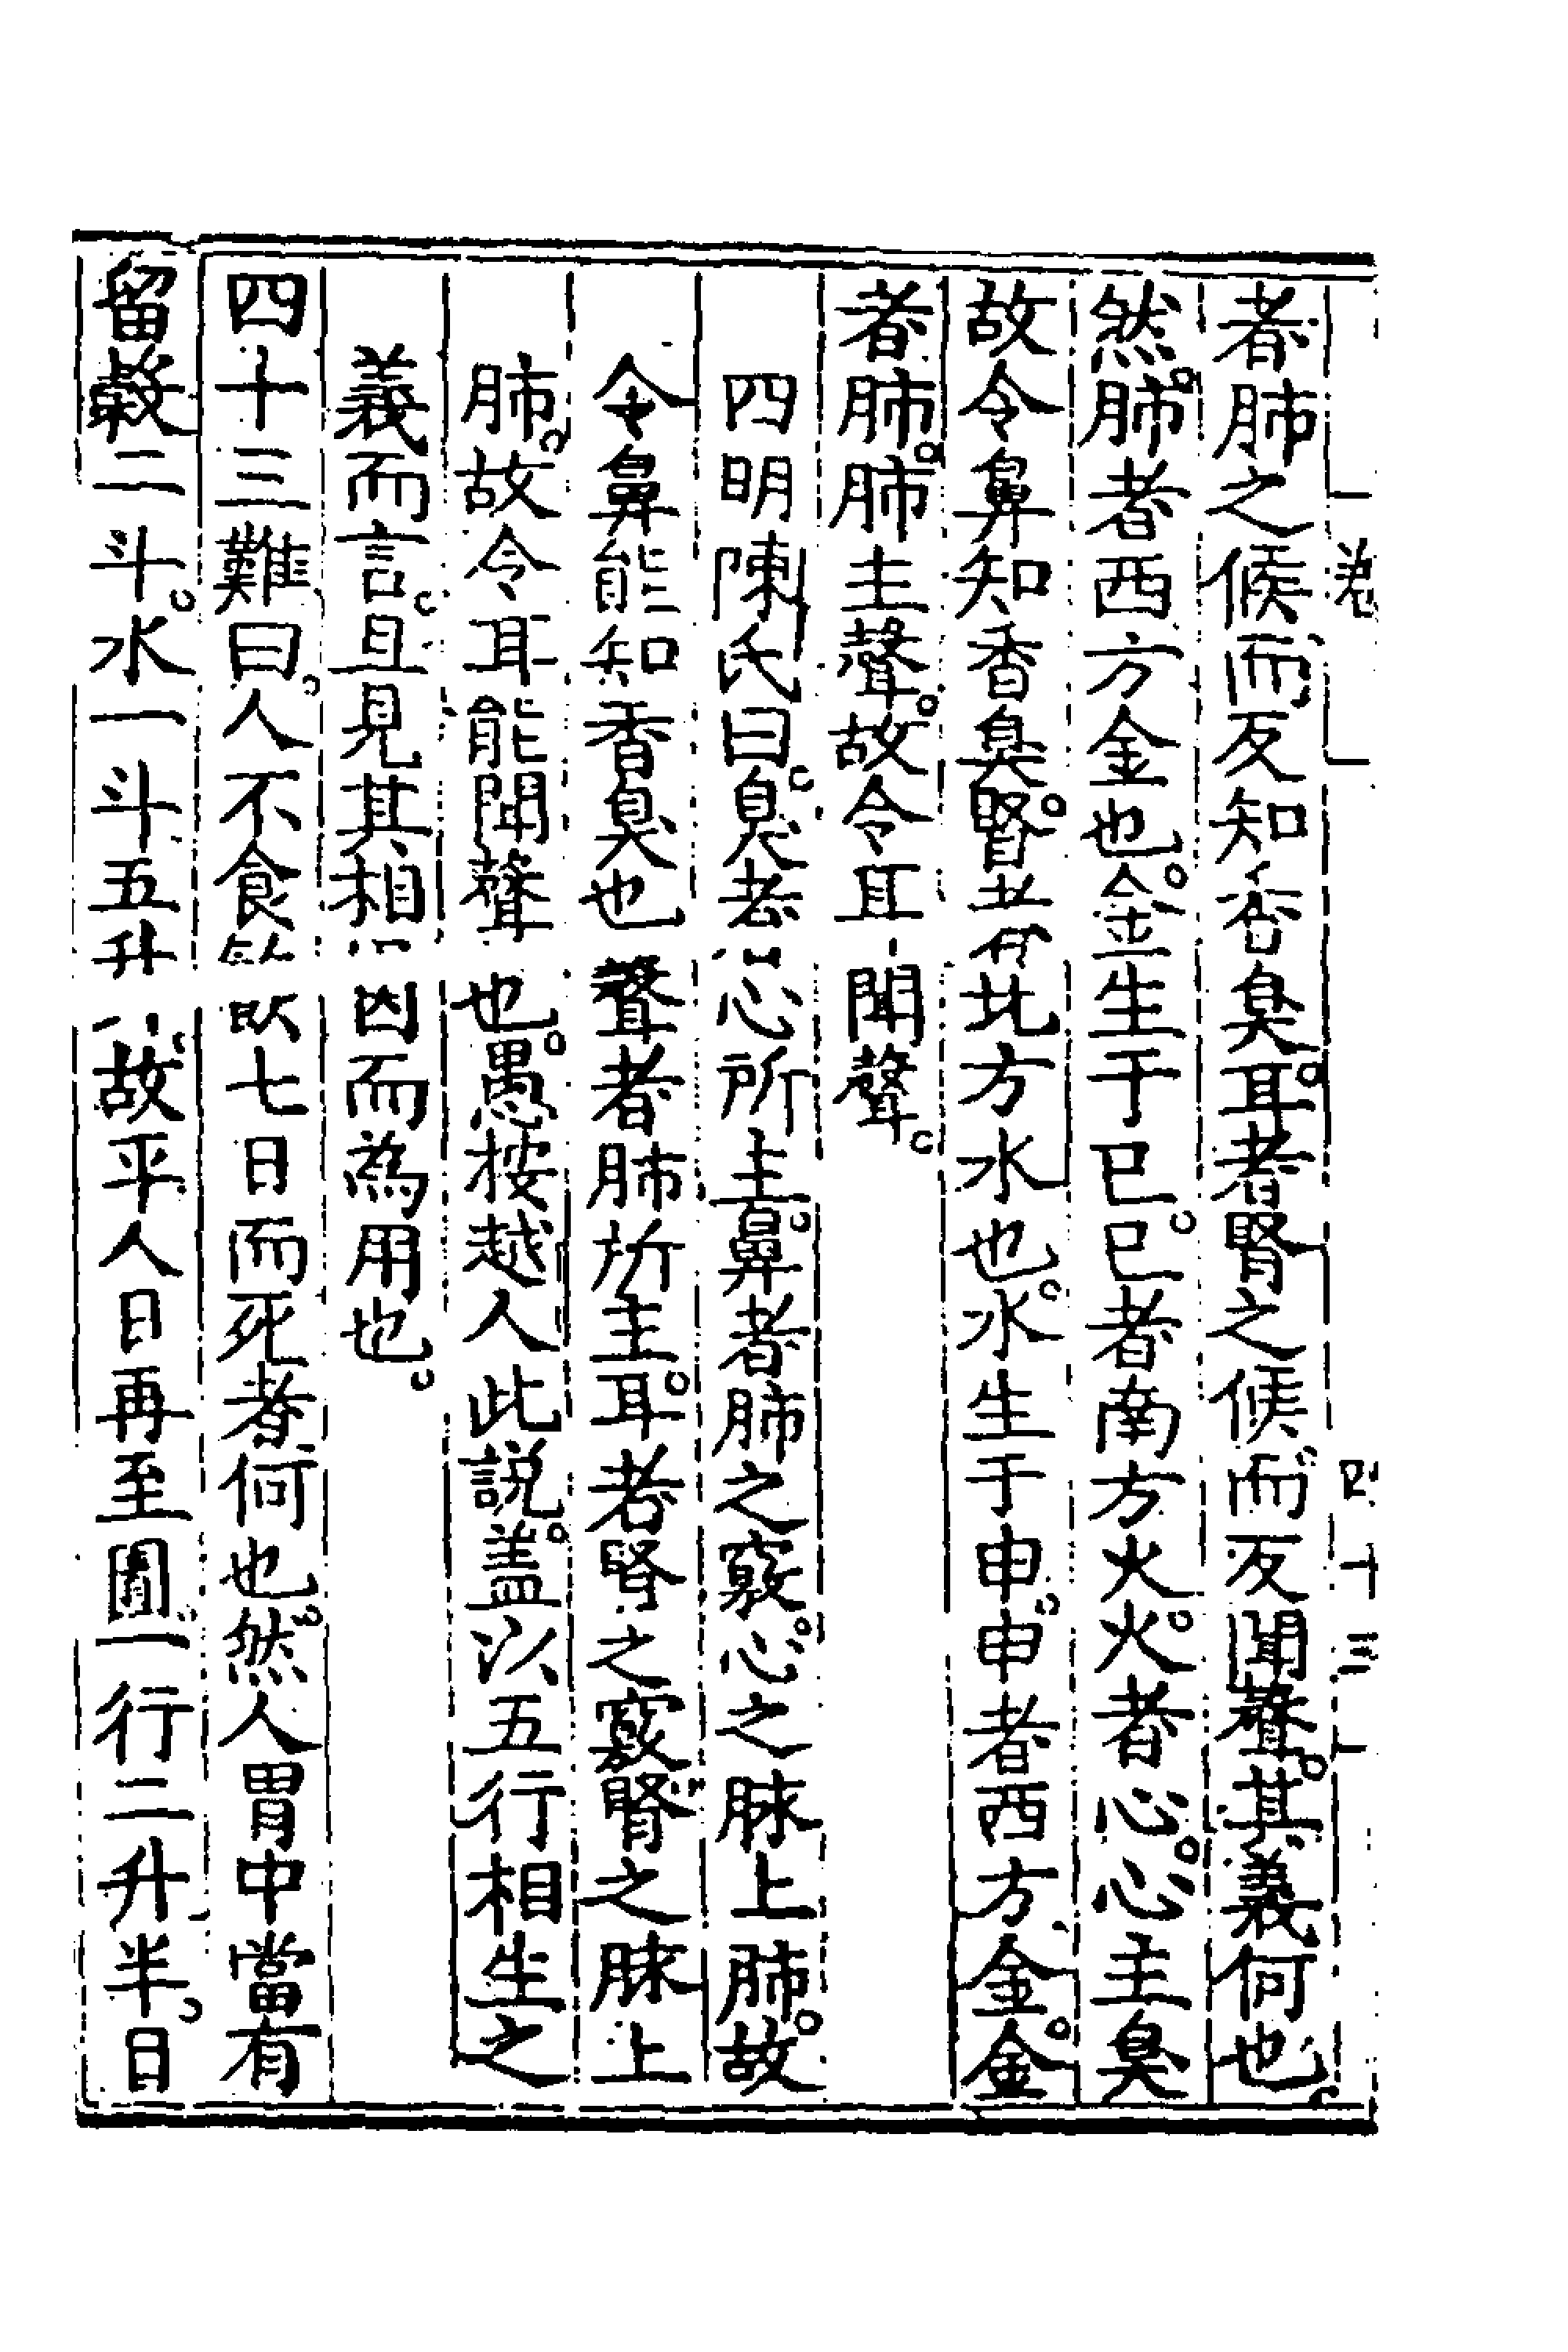 卷 四十三
者肺之候而反知香臭。耳者腎之候而反聞聲。其義何也。
然。肺者西方金也。金生于巳。巳者南方火。火者心。心主臭
故令鼻知香臭。腎者北方水也。水生于申。申者西方金。金
者肺。肺主聲。故令耳聞聲。
四明陳氏曰。臭者心所主。鼻者肺之竅。心之脉上肺。故
令鼻能知香臭也聲者肺所主。耳者腎之竅。腎之脉上
肺。故令耳能聞聲也。愚按越人此説。盖以五行相生之
義而言。且見其相因而為用也。
四十三難曰。人不食飲七日而死者何也。然。人胃中當有
留穀二斗。水一斗五升故平人日再至圊。一行二升半。日